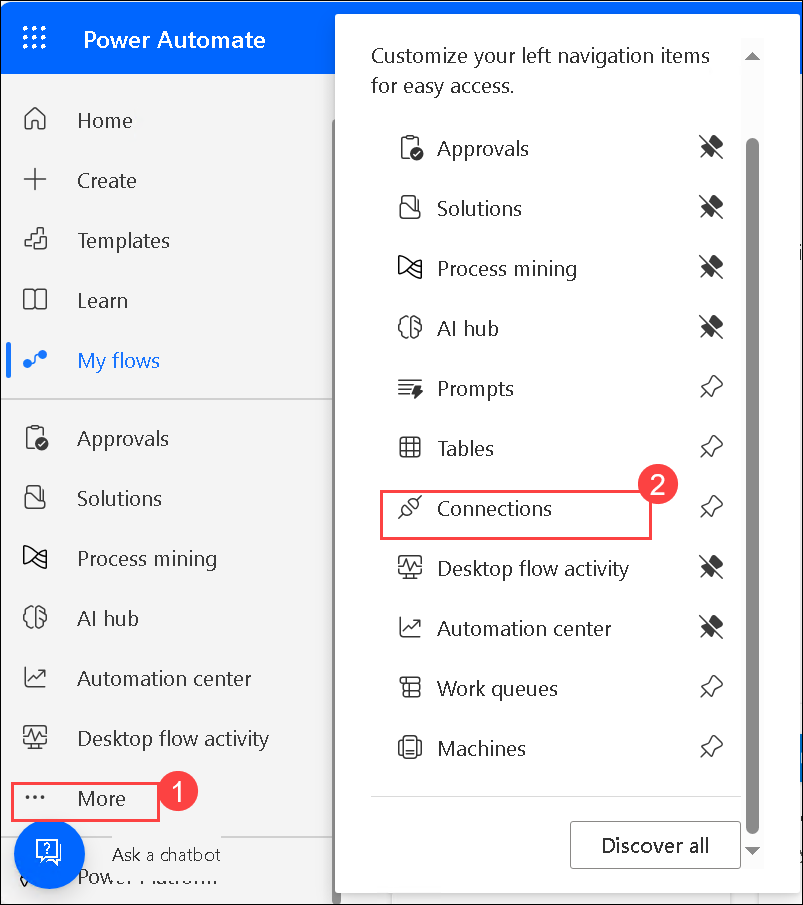 Power Automate
Home
Create
Templates
Learn
My flows
Approvals
Solutions
Process mining
AI hub
Automation center
Desktop flow activity
More
1
Ask a chatbot
Power Platform
Customize your left navigation items
for easy access.
Approvals
Solutions
Process mining
AI hub
Prompts
Tables
Connections
2
Desktop flow activity
Automation center
Work queues
Machines
Discover all